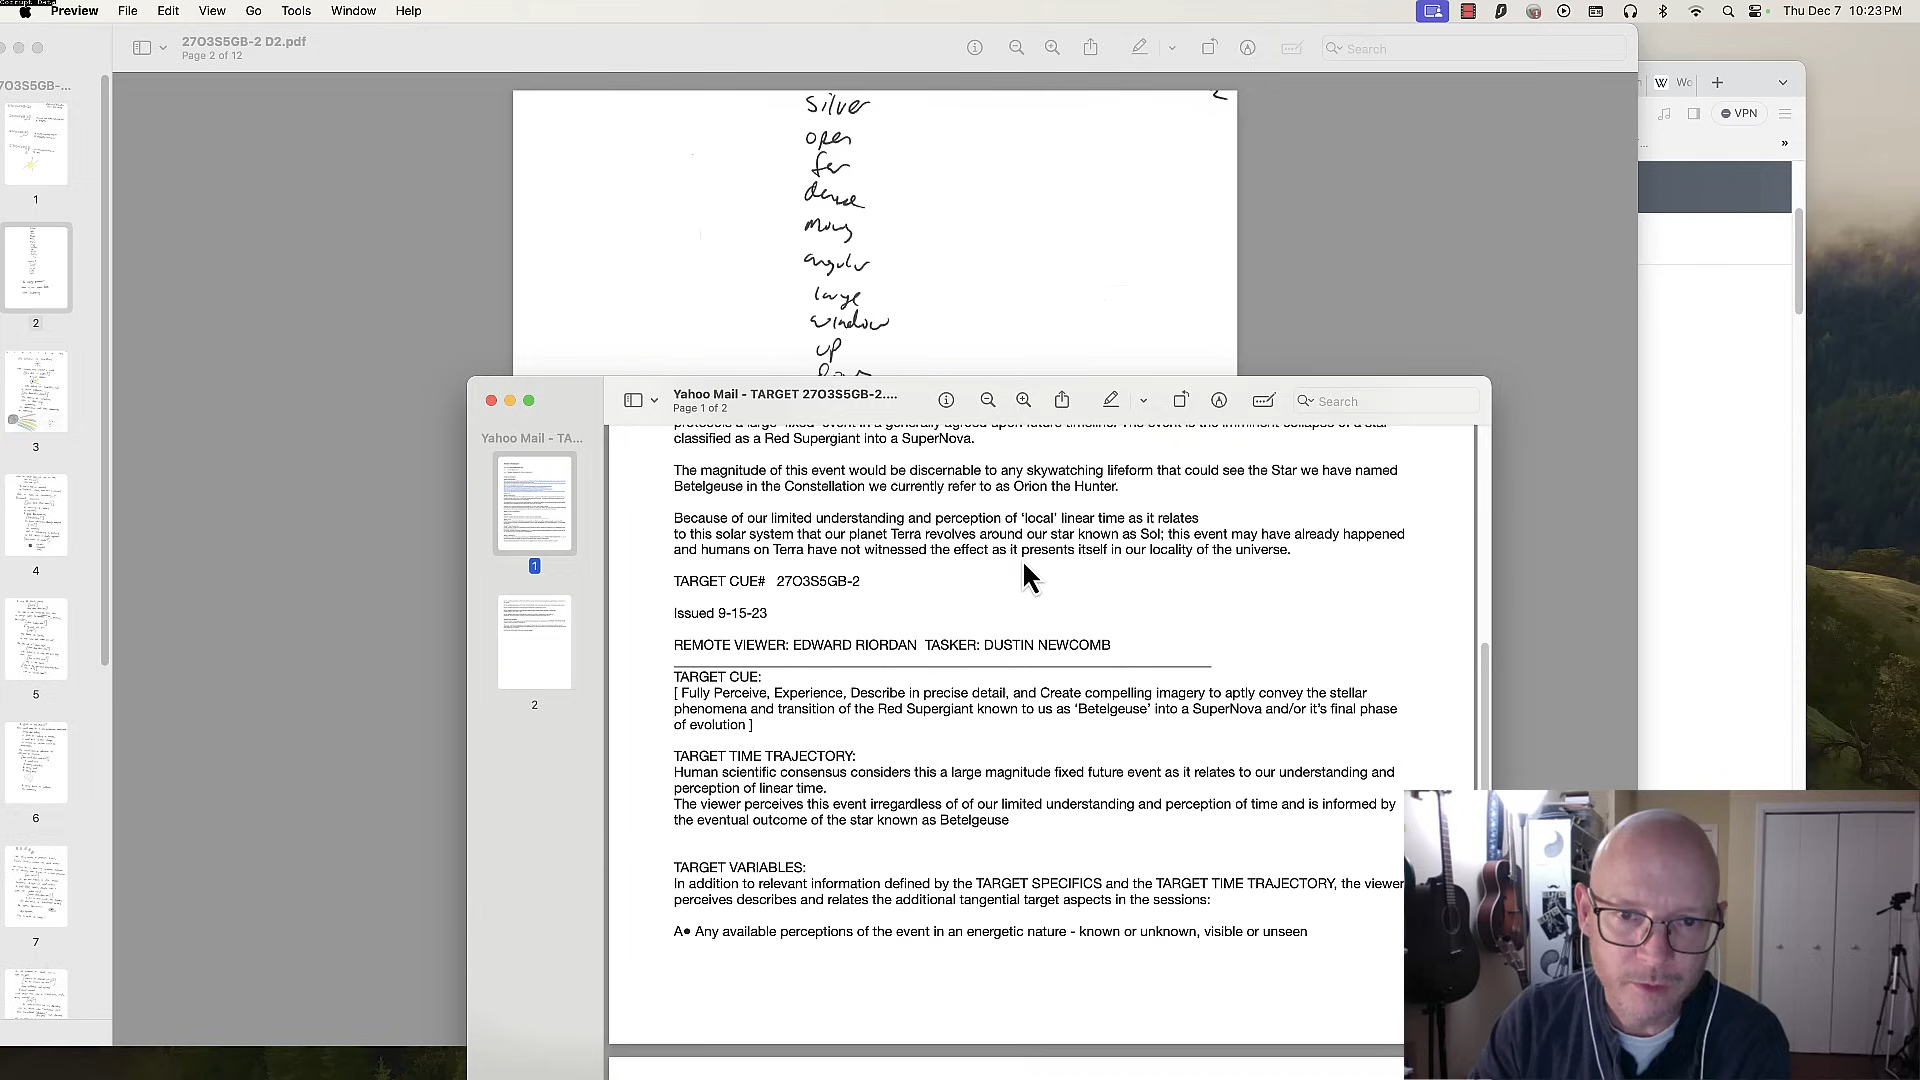 Corrupt Data
Preview File Edit View Go Tools Window Help
Thu Dec 7 10:23 PM
27O3S5GB-2 D2.pdf
Page 2 of 12
Search
7O3S5GB-...
1
2
3
4
5
6
7
Wo
VPN
silver
open
far
dense
angular
large
window
up
Yahoo Mail - TARGET 27O3S5GB-2....
Page 1 of 2
Search
Yahoo Mail - TA...
1
2
classified as a Red Supergiant into a SuperNova.
The magnitude of this event would be discernable to any skywatching lifeform that could see the Star we have named
Betelgeuse in the Constellation we currently refer to as Orion the Hunter.
Because of our limited understanding and perception of ‘local’ linear time as it relates
to this solar system that our planet Terra revolves around our star known as Sol; this event may have already happened
and humans on Terra have not witnessed the effect as it presents itself in our locality of the universe.
TARGET CUE# 27O3S5GB-2
Issued 9-15-23
REMOTE VIEWER: EDWARD RIORDAN TASKER: DUSTIN NEWCOMB
TARGET CUE:
[ Fully Perceive, Experience, Describe in precise detail, and Create compelling imagery to aptly convey the stellar
phenomena and transition of the Red Supergiant known to us as ‘Betelgeuse’ into a SuperNova and/or it’s final phase
of evolution ]
TARGET TIME TRAJECTORY:
Human scientific consensus considers this a large magnitude fixed future event as it relates to our understanding and
perception of linear time.
The viewer perceives this event irregardless of of our limited understanding and perception of time and is informed by
the eventual outcome of the star known as Betelgeuse
TARGET VARIABLES:
In addition to relevant information defined by the TARGET SPECIFICS and the TARGET TIME TRAJECTORY, the viewer
perceives describes and relates the additional tangential target aspects in the sessions:
A● Any available perceptions of the event in an energetic nature - known or unknown, visible or unseen